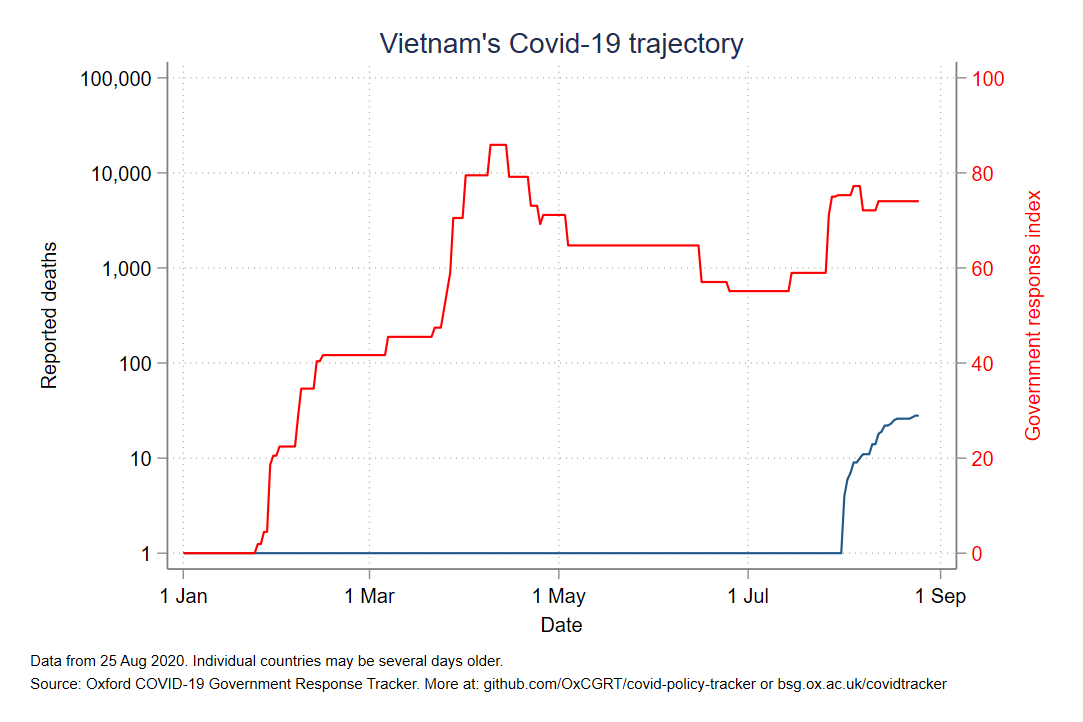 Vietnam's Covid-19 trajectory
100,000
10,000
1,000
100
10
1
Reported deaths
100
80
60
40
20
0
Government response index
1 Jan 1 Mar 1 May 1 Jul 1 Sep
Date
Data from 25 Aug 2020. Individual countries may be several days older.
Source: Oxford COVID-19 Government Response Tracker. More at: github.com/OxCGRT/covid-policy-tracker or bsg.ox.ac.uk/covidtracker